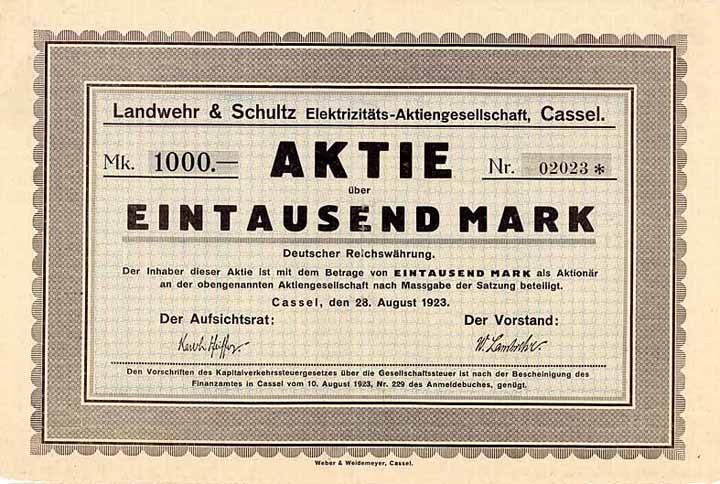 Landwehr & Schultz Elektrizitäts-Aktiengesellschaft, Cassel.
Mk. 1000.— AKTIE Nr. 02023 *
über
EINTAUSEND MARK
Deutscher Reichswährung.
Der Inhaber dieser Aktie ist mit dem Betrage von EINTAUSEND MARK als Aktionär
an der obengenannten Aktiengesellschaft nach Massgabe der Satzung beteiligt.
Cassel, den 28. August 1923.
Der Aufsichtsrat: Der Vorstand:
W. Landwehr.
Den Vorschriften des Kapitalverkehrssteuergesetzes über die Gesellschaftssteuer ist nach der Bescheinigung des
Finanzamtes in Cassel vom 10. August 1923, Nr. 229 des Anmeldebuches, genügt.
Weber & Weidemeyer, Cassel.